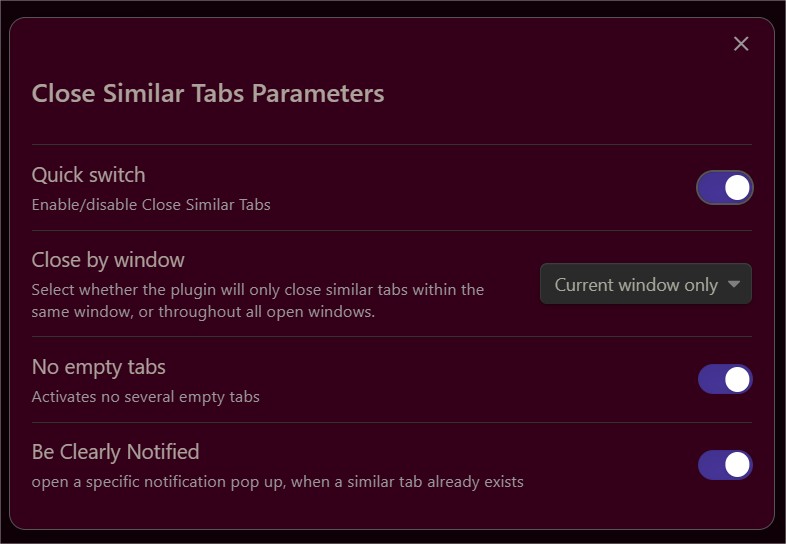 Close Similar Tabs Parameters
Quick switch
Enable/disable Close Similar Tabs
Close by window
Select whether the plugin will only close similar tabs within the
same window, or throughout all open windows.
Current window only
No empty tabs
Activates no several empty tabs
Be Clearly Notified
open a specific notification pop up, when a similar tab already exists